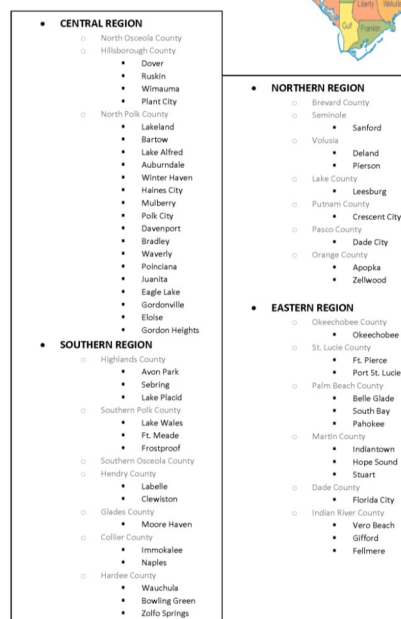 • CENTRAL REGION
○ North Osceola County
○ Hillsborough County
▪ Dover
▪ Ruskin
▪ Wimauma
▪ Plant City
○ North Polk County
▪ Lakeland
▪ Bartow
▪ Lake Alfred
▪ Auburndale
▪ Winter Haven
▪ Haines City
▪ Mulberry
▪ Polk City
▪ Davenport
▪ Bradley
▪ Waverly
▪ Poinciana
▪ Juanita
▪ Eagle Lake
▪ Gordonville
▪ Eloise
▪ Gordon Heights
• SOUTHERN REGION
○ Highlands County
▪ Avon Park
▪ Sebring
▪ Lake Placid
○ Southern Polk County
▪ Lake Wales
▪ Ft. Meade
▪ Frostproof
○ Southern Osceola County
○ Hendry County
▪ Labelle
▪ Clewiston
○ Glades County
▪ Moore Haven
○ Collier County
▪ Immokalee
▪ Naples
○ Hardee County
▪ Wauchula
▪ Bowling Green
▪ Zolfo Springs
Liberty
Gulf
Franklin
• NORTHERN REGION
○ Brevard County
○ Seminole
▪ Sanford
○ Volusia
▪ Deland
▪ Pierson
○ Lake County
▪ Leesburg
○ Putnam County
▪ Crescent City
○ Pasco County
▪ Dade City
○ Orange County
▪ Apopka
▪ Zellwood
• EASTERN REGION
○ Okeechobee County
▪ Okeechobee
○ St. Lucie County
▪ Ft. Pierce
▪ Port St. Lucie
○ Palm Beach County
▪ Belle Glade
▪ South Bay
▪ Pahokee
○ Martin County
▪ Indiantown
▪ Hope Sound
▪ Stuart
○ Dade County
▪ Florida City
○ Indian River County
▪ Vero Beach
▪ Gifford
▪ Fellmere